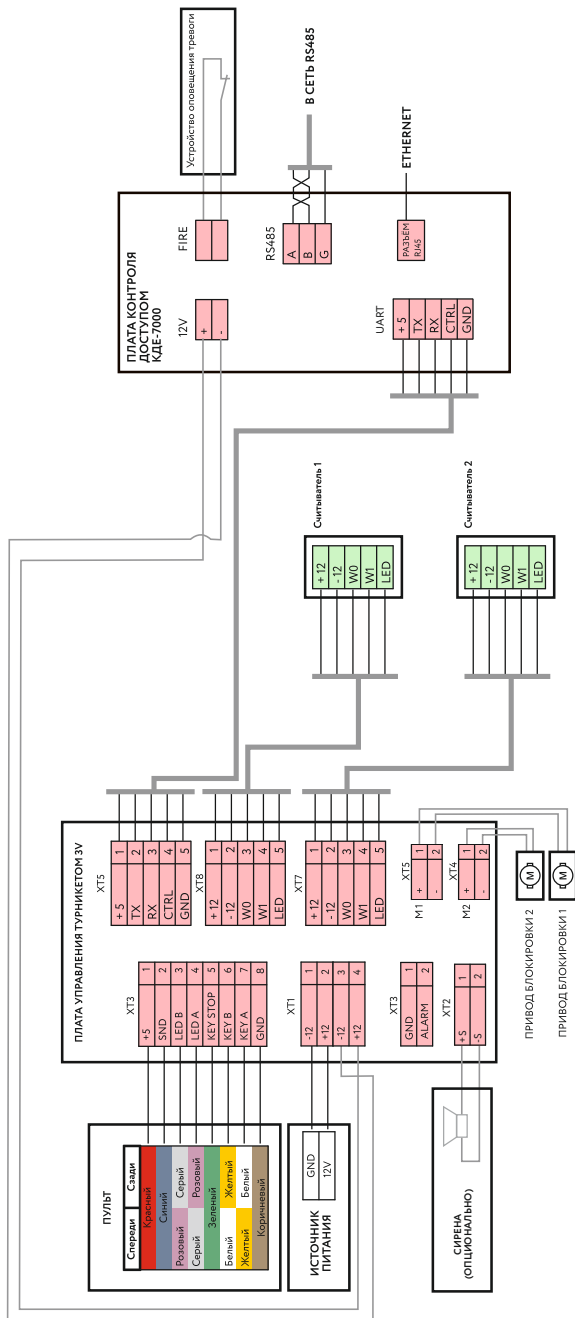 Устройство оповещения тревоги
В СЕТЬ RS485
ETHERNET
ПЛАТА КОНТРОЛЯ
ДОСТУПОМ
КДЕ-7000
FIRE
RS485
A
B
G
РАЗЪЕМ
RJ45
12V
+
-
UART
+5
TX
RX
CTRL
GND
Считыватель 1
+12
-12
W0
W1
LED
Считыватель 2
+12
-12
W0
W1
LED
ПЛАТА УПРАВЛЕНИЯ ТУРНИКЕТОМ 3V
XT5
+5 1
TX 2
RX 3
CTRL 4
GND 5
XT8
+12 1
-12 2
W0 3
W1 4
LED 5
XT7
+12 1
-12 2
W0 3
W1 4
LED 5
XT5
M1
+ 1
- 2
XT4
M2
+ 1
- 2
XT3
+5 1
SND 2
LED B 3
LED A 4
KEY STOP 5
KEY B 6
KEY A 7
GND 8
XT1
-12 1
+12 2
-12 3
+12 4
XT3
GND 1
ALARM 2
XT2
+S 1
-S 2
M
ПРИВОД БЛОКИРОВКИ 2
M
ПРИВОД БЛОКИРОВКИ 1
ПУЛЬТ
Спереди Сзади
Красный
Синий
Розовый Серый
Серый Розовый
Зеленый
Белый Желтый
Желтый Белый
Коричневый
ИСТОЧНИК
ПИТАНИЯ
GND
12V
СИРЕНА
(ОПЦИОНАЛЬНО)